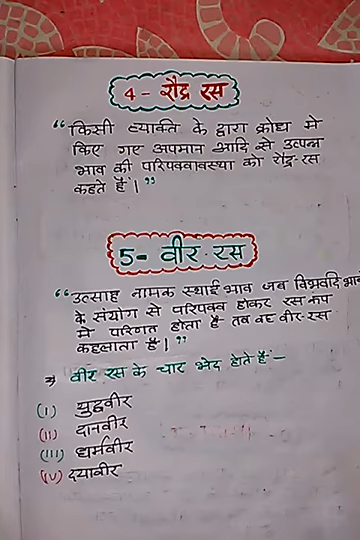 4- रौद्र रस
“किसी व्यक्ति के द्वारा क्रोध मे
किए गए अपमान आदि से उत्पन्न
भाव की परिपक्वावस्था को रौद्र-रस
कहते हैं।”
5- वीर-रस
“उत्साह नामक स्थाई भाव जब विभावादि भाव
के संयोग से परिपक्व होकर रस रूप
मे परिणत होता है तब वह वीर-रस
कहलाता है।”
⇒ वीर रस के चार भेद होते है-
(I) युद्धवीर
(II) दानवीर
(III) धर्मवीर
(IV) दयावीर